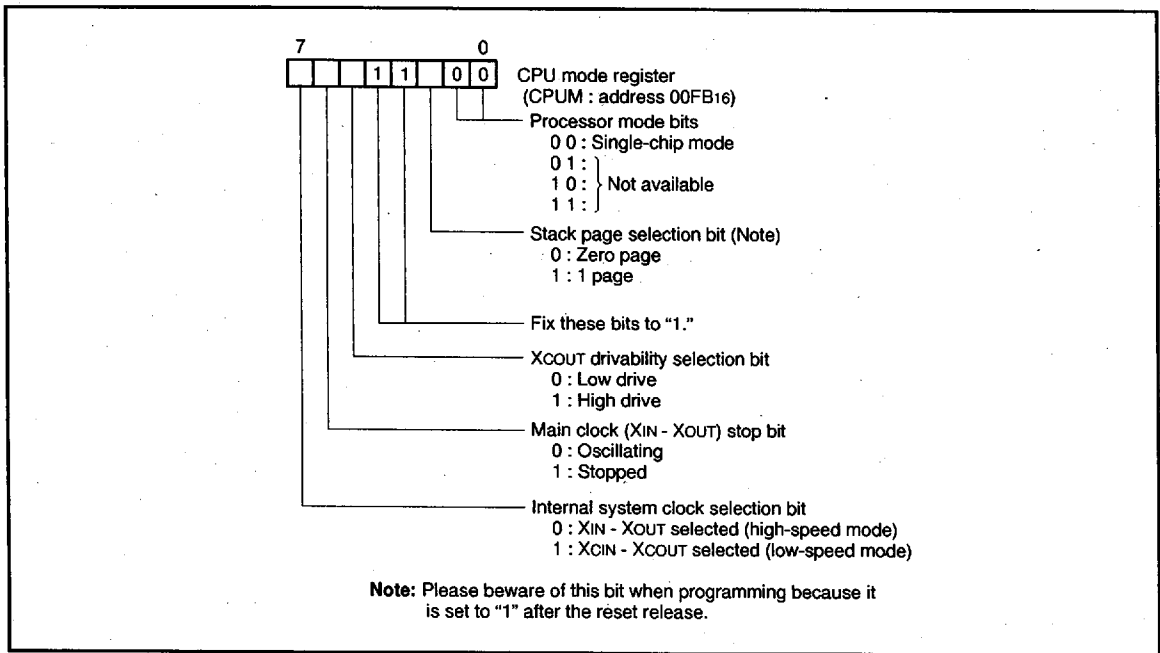 7 0
1 1 0 0 CPU mode register
(CPUM : address 00FB16)
Processor mode bits
0 0 : Single-chip mode
0 1 :
1 0 : Not available
1 1 :
Stack page selection bit (Note)
0 : Zero page
1 : 1 page
Fix these bits to “1.”
XCOUT drivability selection bit
0 : Low drive
1 : High drive
Main clock (XIN - XOUT) stop bit
0 : Oscillating
1 : Stopped
Internal system clock selection bit
0 : XIN - XOUT selected (high-speed mode)
1 : XCIN - XCOUT selected (low-speed mode)
Note: Please beware of this bit when programming because it
is set to “1” after the reset release.